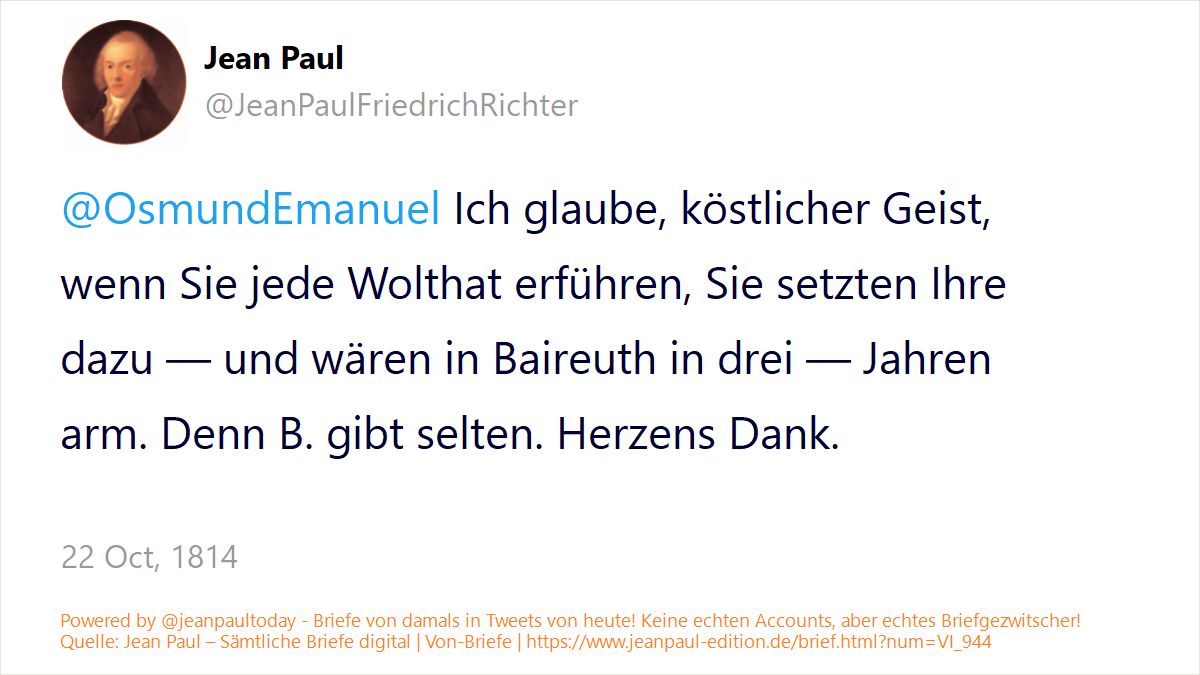 Jean Paul
@JeanPaulFriedrichRichter
@OsmundEmanuel Ich glaube, köstlicher Geist,
wenn Sie jede Wolthat erführen, Sie setzten Ihre
dazu — und wären in Baireuth in drei — Jahren
arm. Denn B. gibt selten. Herzens Dank.
22 Oct, 1814
Powered by @jeanpaultoday - Briefe von damals in Tweets von heute! Keine echten Accounts, aber echtes Briefgezwitscher!
Quelle: Jean Paul – Sämtliche Briefe digital | Von-Briefe | https://www.jeanpaul-edition.de/brief.html?num=VI_944